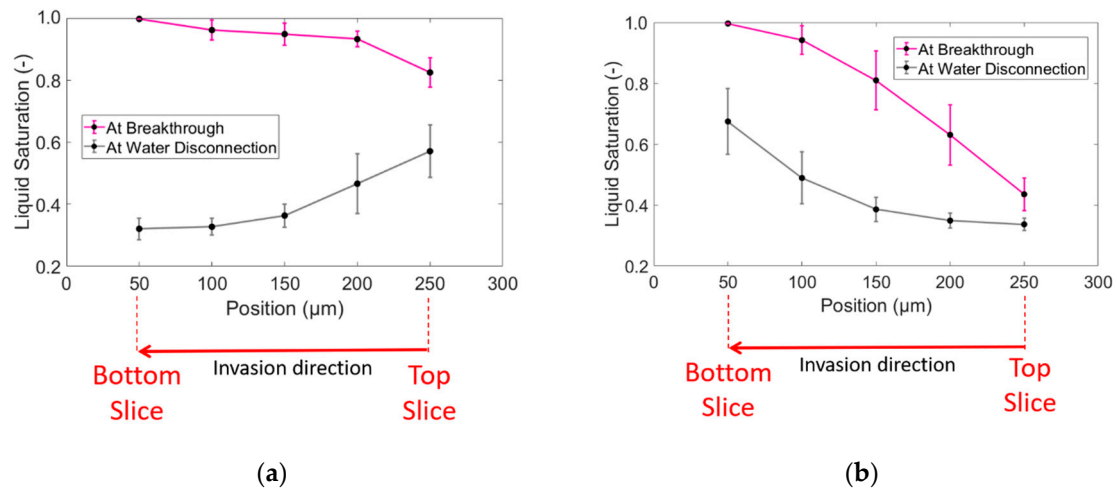 1.0
0.8
0.6
0.4
0.2
Liquid Saturation (-)
At Breakthrough
At Water Disconnection
0 50 100 150 200 250 300
Position (µm)
Invasion direction
Bottom
Slice
Top
Slice
(a)
1.0
0.8
0.6
0.4
0.2
Liquid Saturation (-)
At Breakthrough
At Water Disconnection
0 50 100 150 200 250 300
Position (µm)
Invasion direction
Bottom
Slice
Top
Slice
(b)